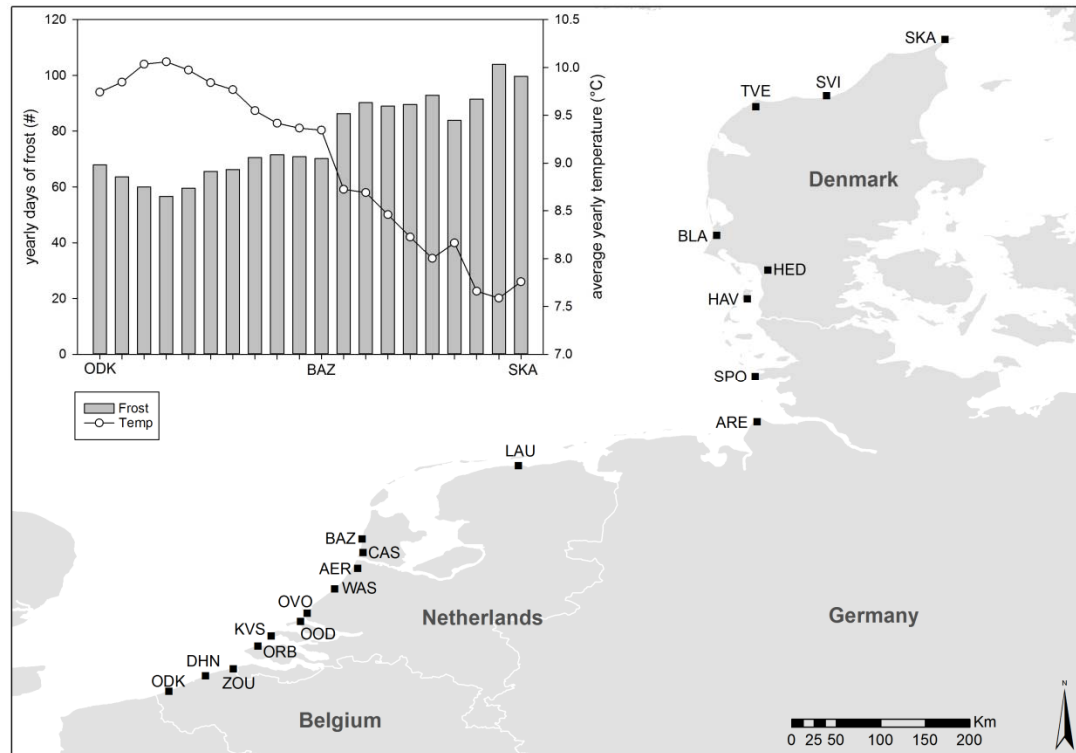 120
100
80
60
40
20
0
yearly days of frost (#)
10.5
10.0
9.5
9.0
8.5
8.0
7.5
7.0
average yearly temperature (°C)
ODK
BAZ
SKA
Frost
Temp
SKA
SVI
TVE
Denmark
BLA
HED
HAV
SPO
ARE
LAU
BAZ
CAS
AER
WAS
OVO
OOD
Netherlands
Germany
KVS
ORB
DHN
ZOU
ODK
Belgium
N
Km
0 25 50 100 150 200